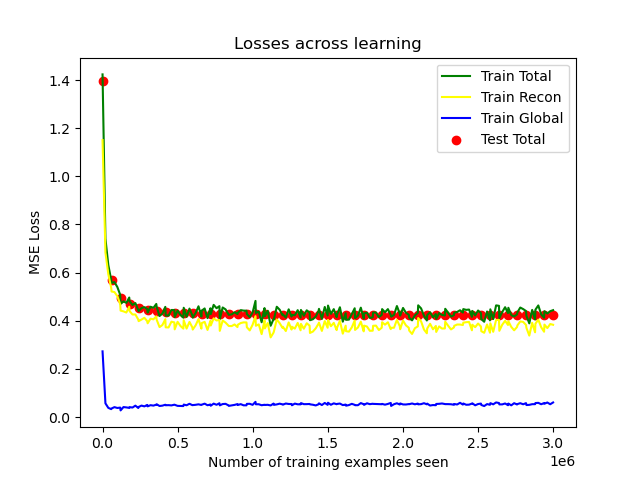 Losses across learning
Train Total
Train Recon
Train Global
Test Total
MSE Loss
1.4
1.2
1.0
0.8
0.6
0.4
0.2
0.0
0.0 0.5 1.0 1.5 2.0 2.5 3.0
1e6
Number of training examples seen